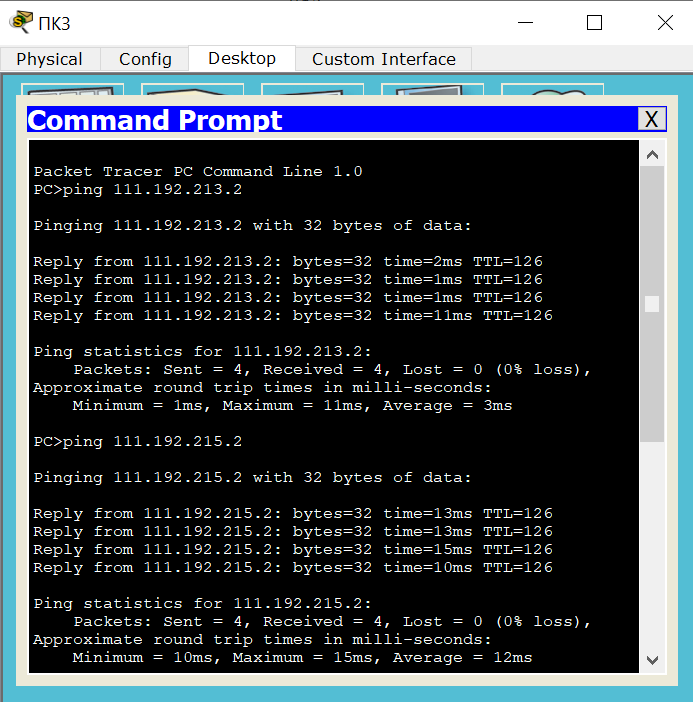 ПК3
Physical Config Desktop Custom Interface
Command Prompt X
Packet Tracer PC Command Line 1.0
PC>ping 111.192.213.2
Pinging 111.192.213.2 with 32 bytes of data:
Reply from 111.192.213.2: bytes=32 time=2ms TTL=126
Reply from 111.192.213.2: bytes=32 time=1ms TTL=126
Reply from 111.192.213.2: bytes=32 time=1ms TTL=126
Reply from 111.192.213.2: bytes=32 time=11ms TTL=126
Ping statistics for 111.192.213.2:
Packets: Sent = 4, Received = 4, Lost = 0 (0% loss),
Approximate round trip times in milli-seconds:
Minimum = 1ms, Maximum = 11ms, Average = 3ms
PC>ping 111.192.215.2
Pinging 111.192.215.2 with 32 bytes of data:
Reply from 111.192.215.2: bytes=32 time=13ms TTL=126
Reply from 111.192.215.2: bytes=32 time=13ms TTL=126
Reply from 111.192.215.2: bytes=32 time=15ms TTL=126
Reply from 111.192.215.2: bytes=32 time=10ms TTL=126
Ping statistics for 111.192.215.2:
Packets: Sent = 4, Received = 4, Lost = 0 (0% loss),
Approximate round trip times in milli-seconds:
Minimum = 10ms, Maximum = 15ms, Average = 12ms